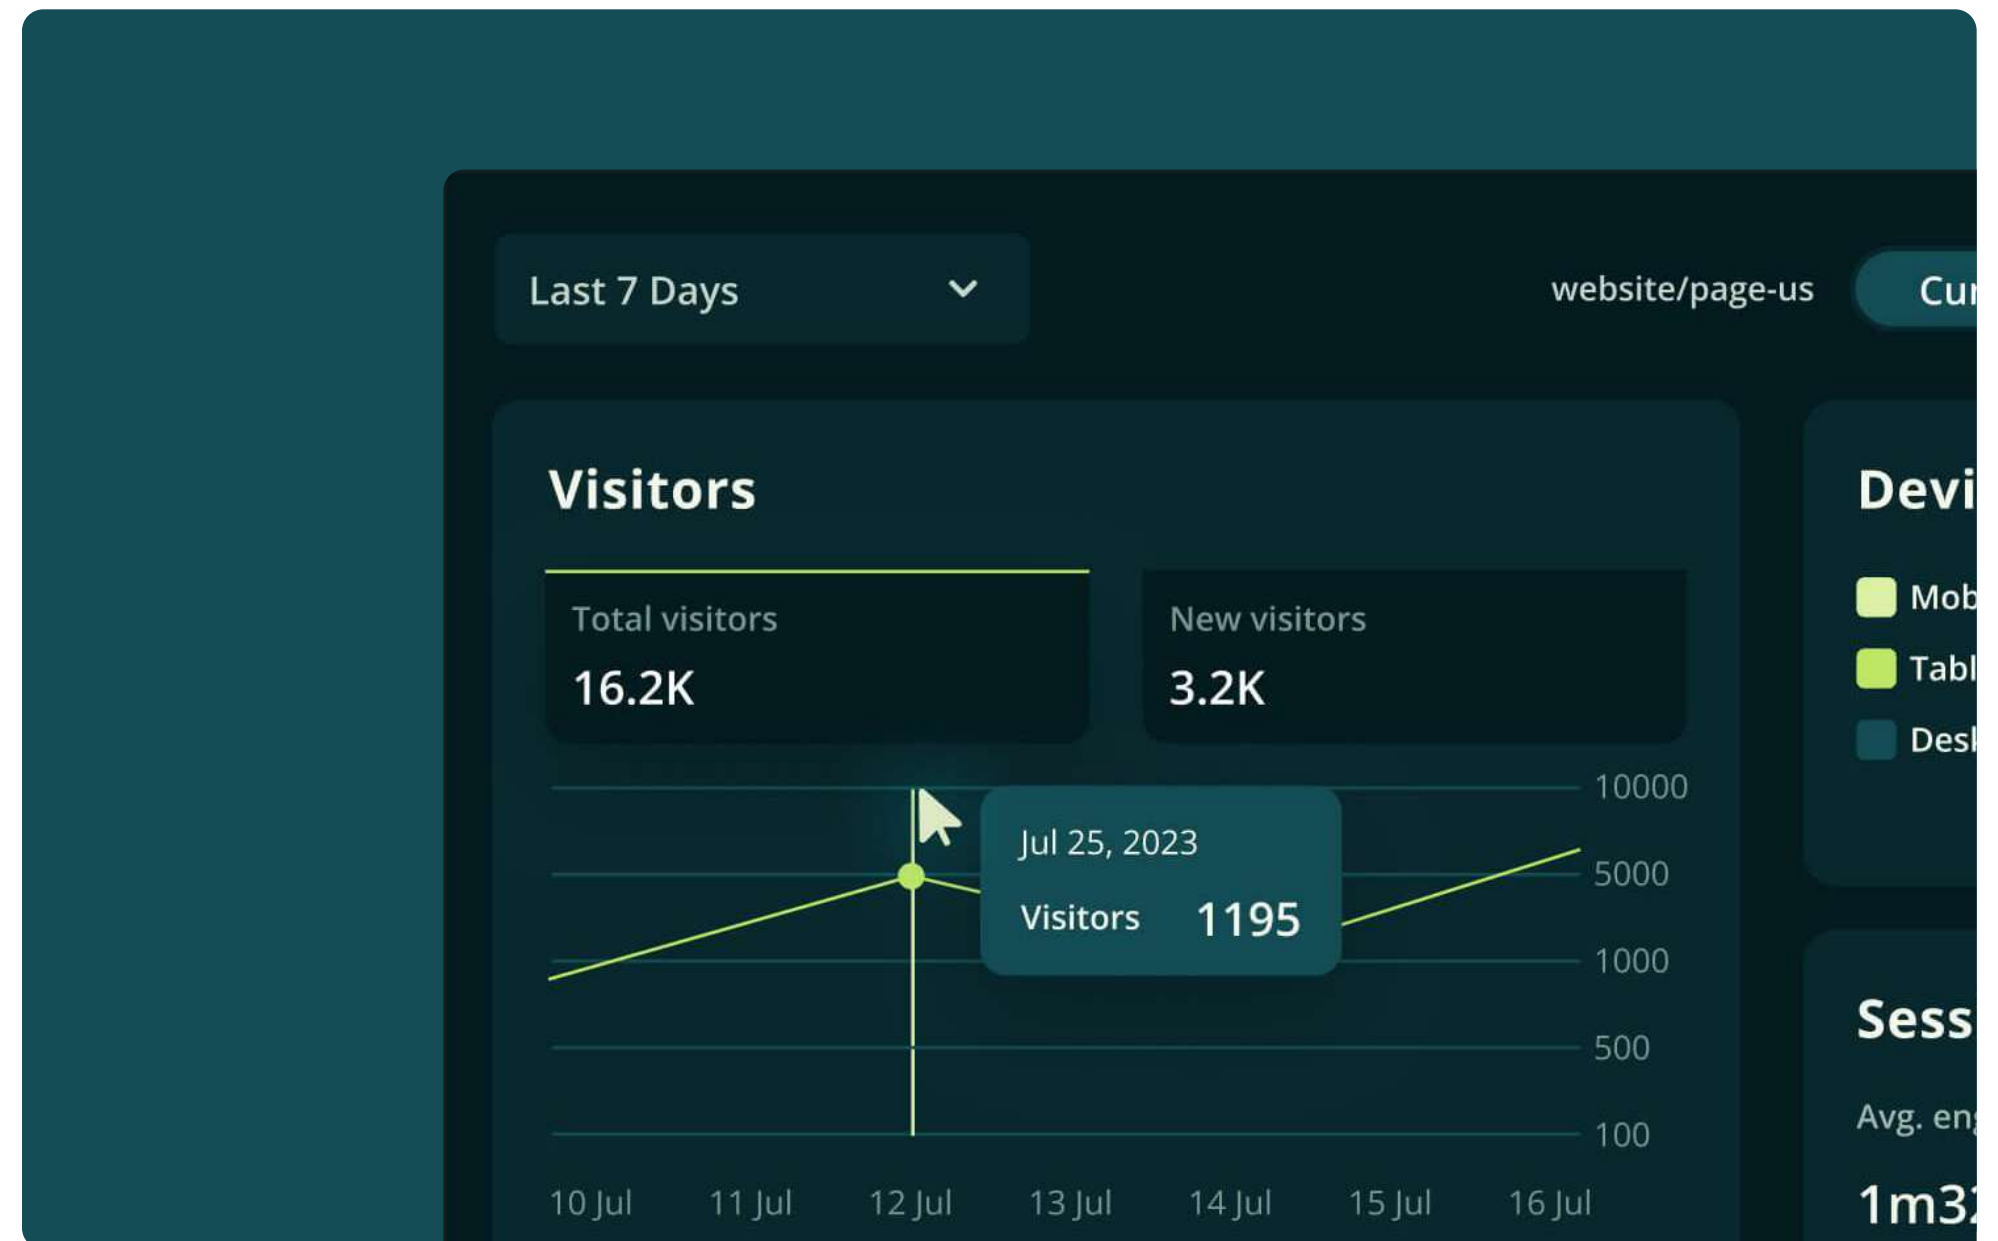 Last 7 Days
website/page-us
Visitors
Total visitors
16.2K
New visitors
3.2K
10000
5000
1000
500
100
Jul 25, 2023
Visitors 1195
10 Jul 11 Jul 12 Jul 13 Jul 14 Jul 15 Jul 16 Jul
Avg.